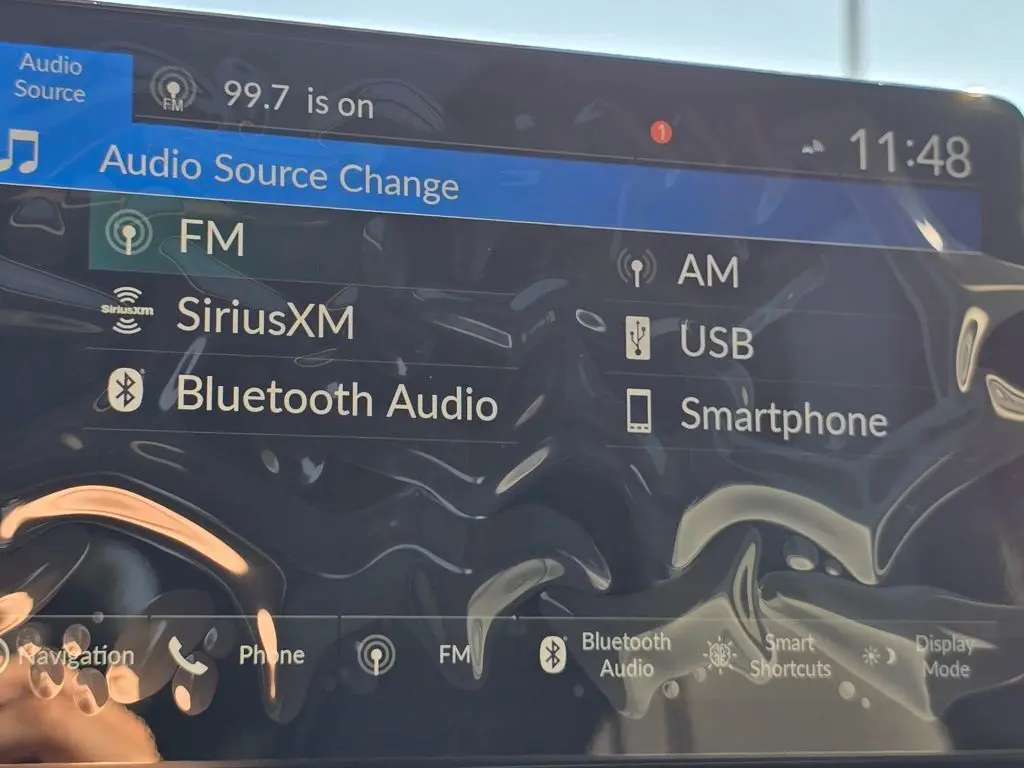 Audio
Source
FM
99.7 is on
1
11:48
Audio Source Change
FM
AM
SiriusXM
SiriusXM
USB
Bluetooth Audio
Smartphone
Navigation
Phone
FM
Bluetooth
Audio
Smart
Shortcuts
Display
Mode